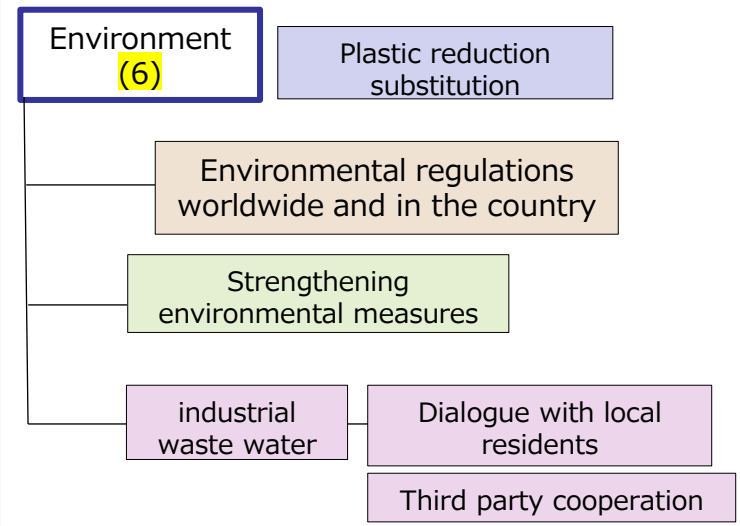 Environment
(6)
Plastic reduction
substitution
Environmental regulations
worldwide and in the country
Strengthening
environmental measures
industrial
waste water
Dialogue with local
residents
Third party cooperation